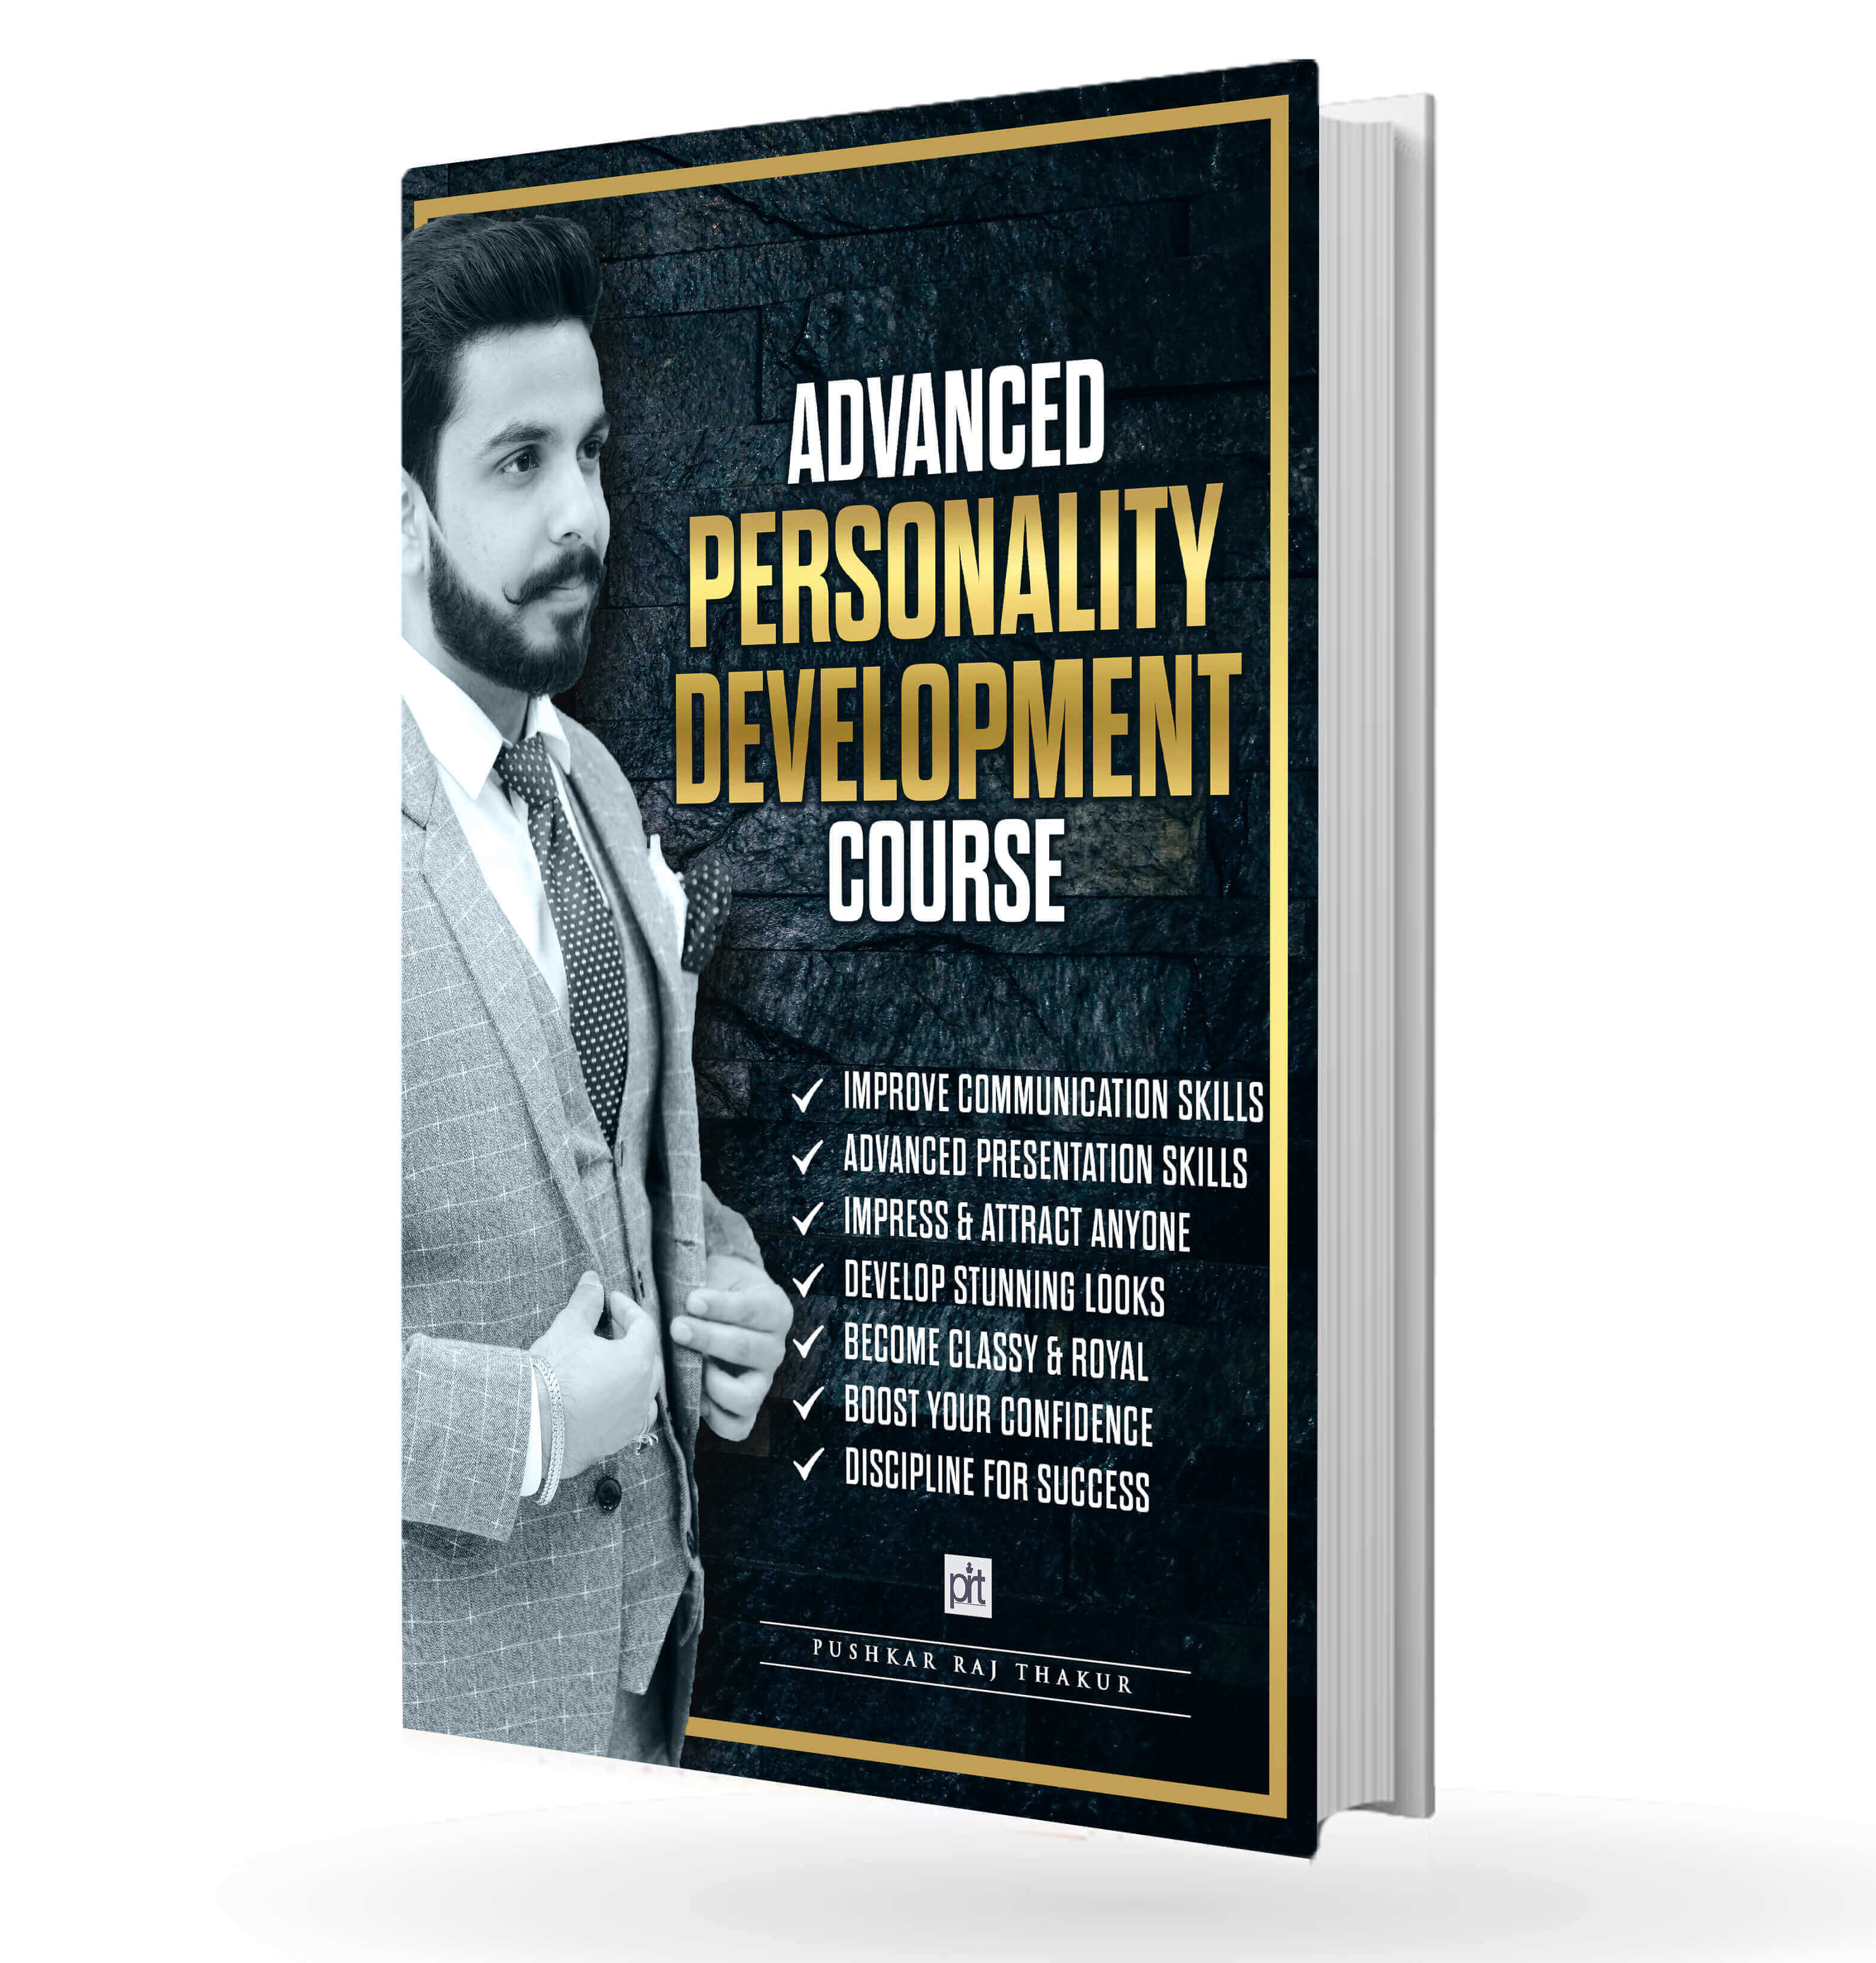 ADVANCED
PERSONALITY
DEVELOPMENT
COURSE
IMPROVE COMMUNICATION SKILLS
ADVANCED PRESENTATION SKILLS
IMPRESS & ATTRACT ANYONE
DEVELOP STUNNING LOOKS
BECOME CLASSY & ROYAL
BOOST YOUR CONFIDENCE
DISCIPLINE FOR SUCCESS
prt
PUSHKAR RAJ THAKUR